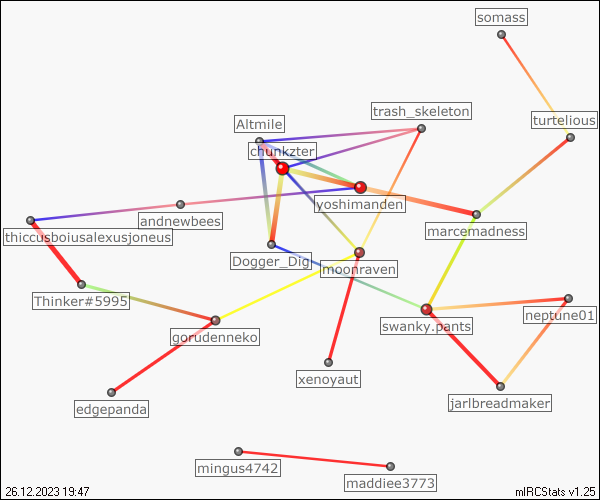 somass
trash_skeleton
turtelious
Altmile
chunkzter
yoshimanden
andnewbees
marcemadness
thiccusboiusalexusjoneus
Dogger_Dig
moonraven
Thinker#5995
swanky.pants
neptune01
gorudenneko
xenoyaut
edgepanda
jarlbreadmaker
mingus4742
maddiee3773
26.12.2023 19:47
mIRCStats v1.25